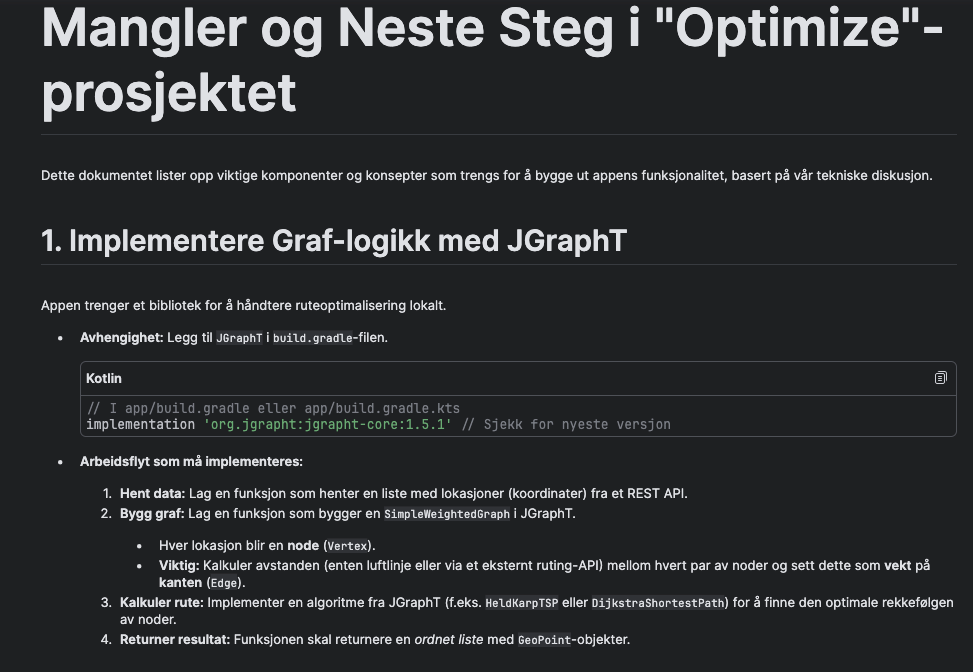 Mangler og Neste Steg i "Optimize"-
prosjektet
Dette dokumentet lister opp viktige komponenter og konsepter som trengs for å bygge ut appens funksjonalitet, basert på vår tekniske diskusjon.
1. Implementere Graf-logikk med JGraphT
Appen trenger et bibliotek for å håndtere ruteoptimalisering lokalt.
• Avhengighet: Legg til JGraphT i build.gradle-filen.
Kotlin
// I app/build.gradle eller app/build.gradle.kts
implementation 'org.jgrapht:jgrapht-core:1.5.1' // Sjekk for nyeste versjon
• Arbeidsflyt som må implementeres:
1. Hent data: Lag en funksjon som henter en liste med lokasjoner (koordinater) fra et REST API.
2. Bygg graf: Lag en funksjon som bygger en SimpleWeightedGraph i JGraphT.
• Hver lokasjon blir en node (Vertex).
• Viktig: Kalkuler avstanden (enten luftlinje eller via et eksternt ruting-API) mellom hvert par av noder og sett dette som vekt på
kanten (Edge).
3. Kalkuler rute: Implementer en algoritme fra JGraphT (f.eks. HeldKarpTSP eller DijkstraShortestPath) for å finne den optimale rekkefølgen
av noder.
4. Returner resultat: Funksjonen skal returnere en ordnet liste med GeoPoint-objekter.